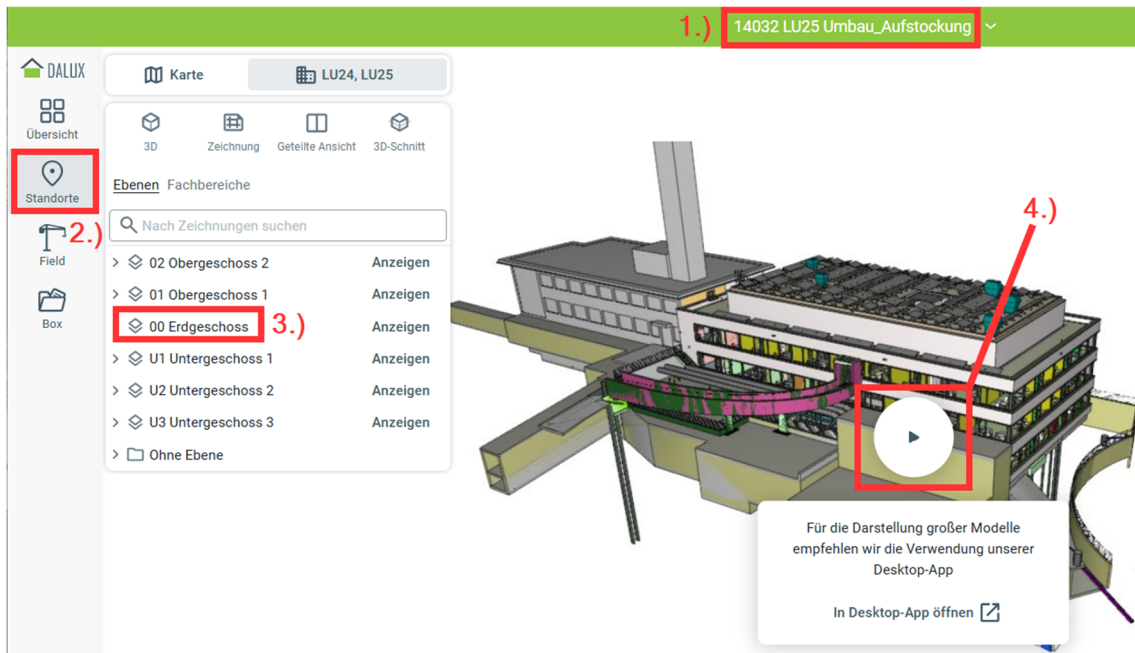 1.) 14032 LU25 Umbau_Aufstockung
DALUX
Übersicht
Standorte
2.)
Field
Box
Karte
LU24, LU25
3D
Zeichnung
Geteilte Ansicht
3D-Schnitt
Ebenen Fachbereiche
Nach Zeichnungen suchen
02 Obergeschoss 2 Anzeigen
01 Obergeschoss 1 Anzeigen
00 Erdgeschoss 3.) Anzeigen
U1 Untergeschoss 1 Anzeigen
U2 Untergeschoss 2 Anzeigen
U3 Untergeschoss 3 Anzeigen
Ohne Ebene
4.)
Für die Darstellung großer Modelle
empfehlen wir die Verwendung unserer
Desktop-App
In Desktop-App öffnen